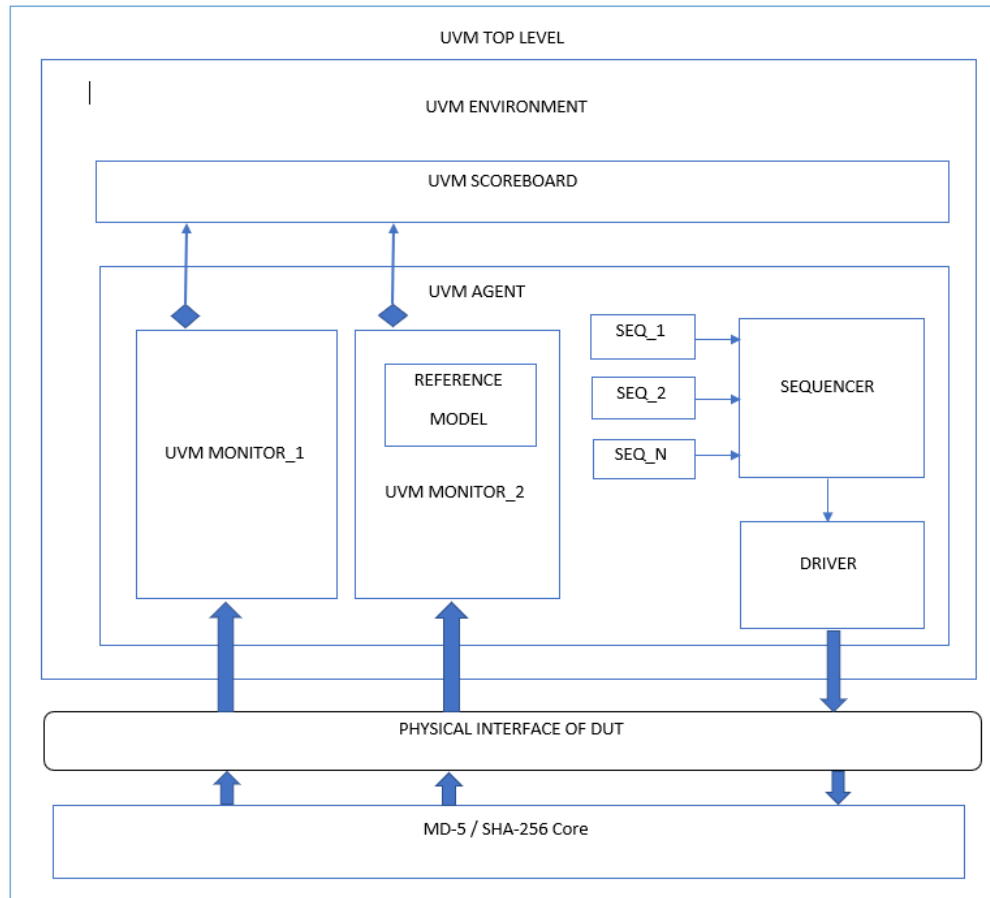 UVM TOP LEVEL
UVM ENVIRONMENT
UVM SCOREBOARD
UVM AGENT
UVM MONITOR_1
REFERENCE
MODEL
UVM MONITOR_2
SEQ_1
SEQ_2
SEQ_N
SEQUENCER
DRIVER
PHYSICAL INTERFACE OF DUT
MD-5 / SHA-256 Core